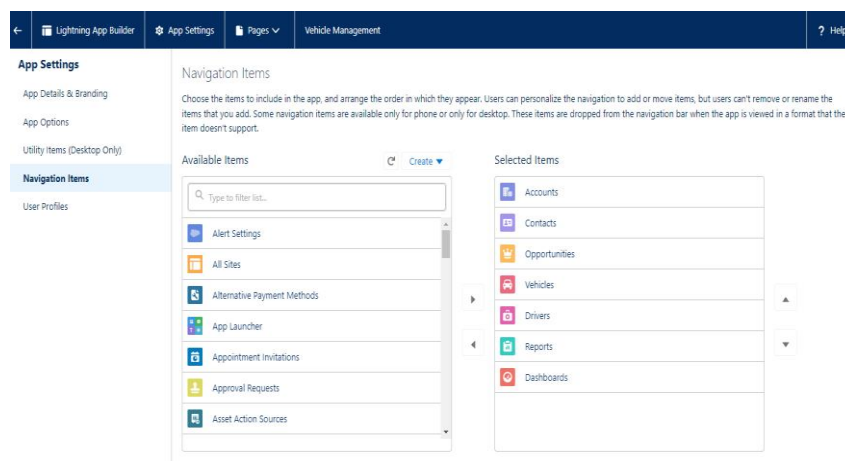 Lightning App Builder
App Settings
Pages
Vehicle Management
? Help
App Settings
App Details & Branding
App Options
Utility Items (Desktop Only)
Navigation Items
User Profiles
Navigation Items
Choose the items to include in the app, and arrange the order in which they appear. Users can personalize the navigation to add or move items, but users can't remove or rename the
items that you add. Some navigation items are available only for phone or only for desktop. These items are dropped from the navigation bar when the app is viewed in a format that the
item doesn't support.
Available Items
Create
Type to filter list...
Alert Settings
All Sites
Alternative Payment Methods
App Launcher
Appointment Invitations
Approval Requests
Asset Action Sources
Selected Items
Accounts
Contacts
Opportunities
Vehicles
Drivers
Reports
Dashboards